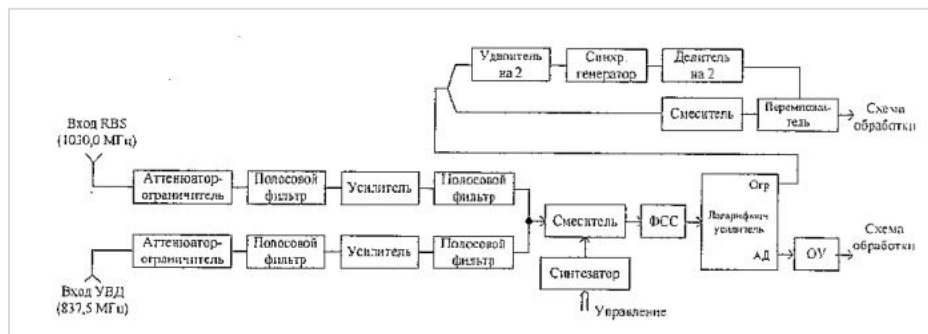 Удвоитель
на 2
Синхр.
генератор
Делитель
на 2
Смеситель
Перемножа-
тель
Схема
обработки
Вход RBS
(1030,0 МГц)
Аттенюатор-
ограничитель
Полосовой
фильтр
Усилитель
Полосовой
фильтр
Смеситель
ФСС
Огр
Логарифмич
усилитель
АД
ОУ
Схема
обработки
Аттенюатор-
ограничитель
Полосовой
фильтр
Усилитель
Полосовой
фильтр
Вход УВД
(837,5 МГц)
Синтезатор
Управление